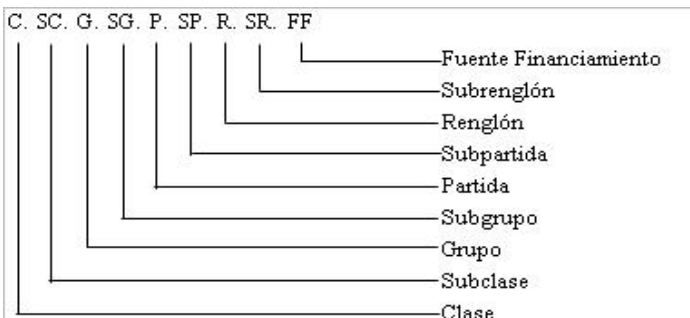 C. SC. G. SG. P. SP. R. SR. FF
Fuente Financiamiento
Subrenglón
Renglón
Subpartida
Partida
Subgrupo
Grupo
Subclase
Clase